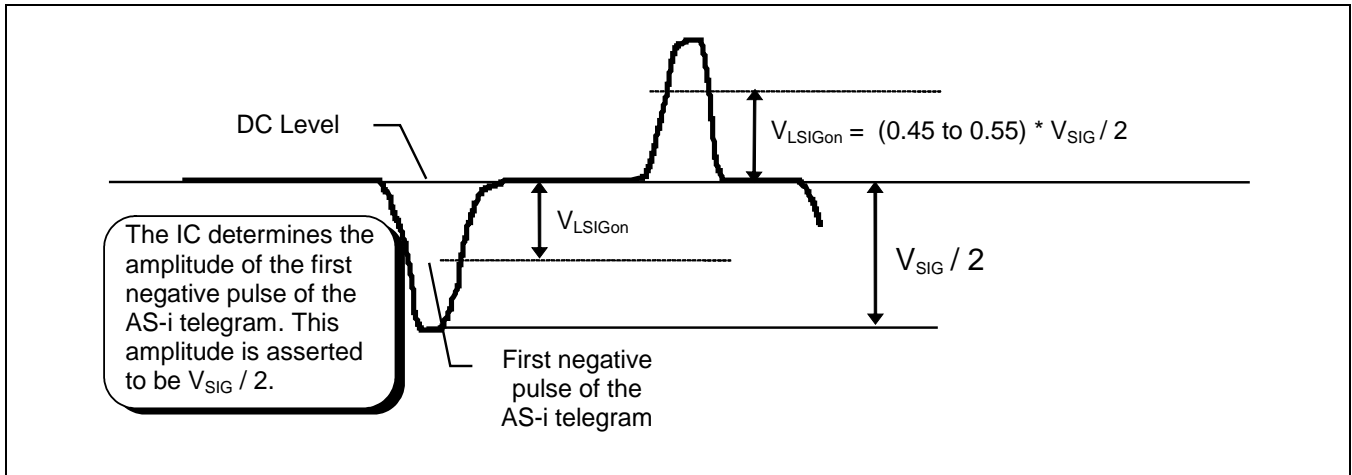 DC Level
V_LSIGon = (0.45 to 0.55) * V_SIG / 2
V_LSIGon
V_SIG / 2
The IC determines the
amplitude of the first
negative pulse of the
AS-i telegram. This
amplitude is asserted
to be V_SIG / 2.
First negative
pulse of the
AS-i telegram